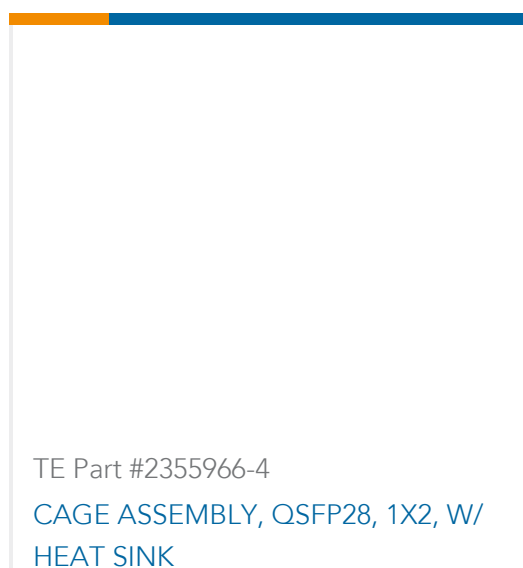 TE Part #2355966-4
CAGE ASSEMBLY, QSFP28, 1X2, W/
HEAT SINK